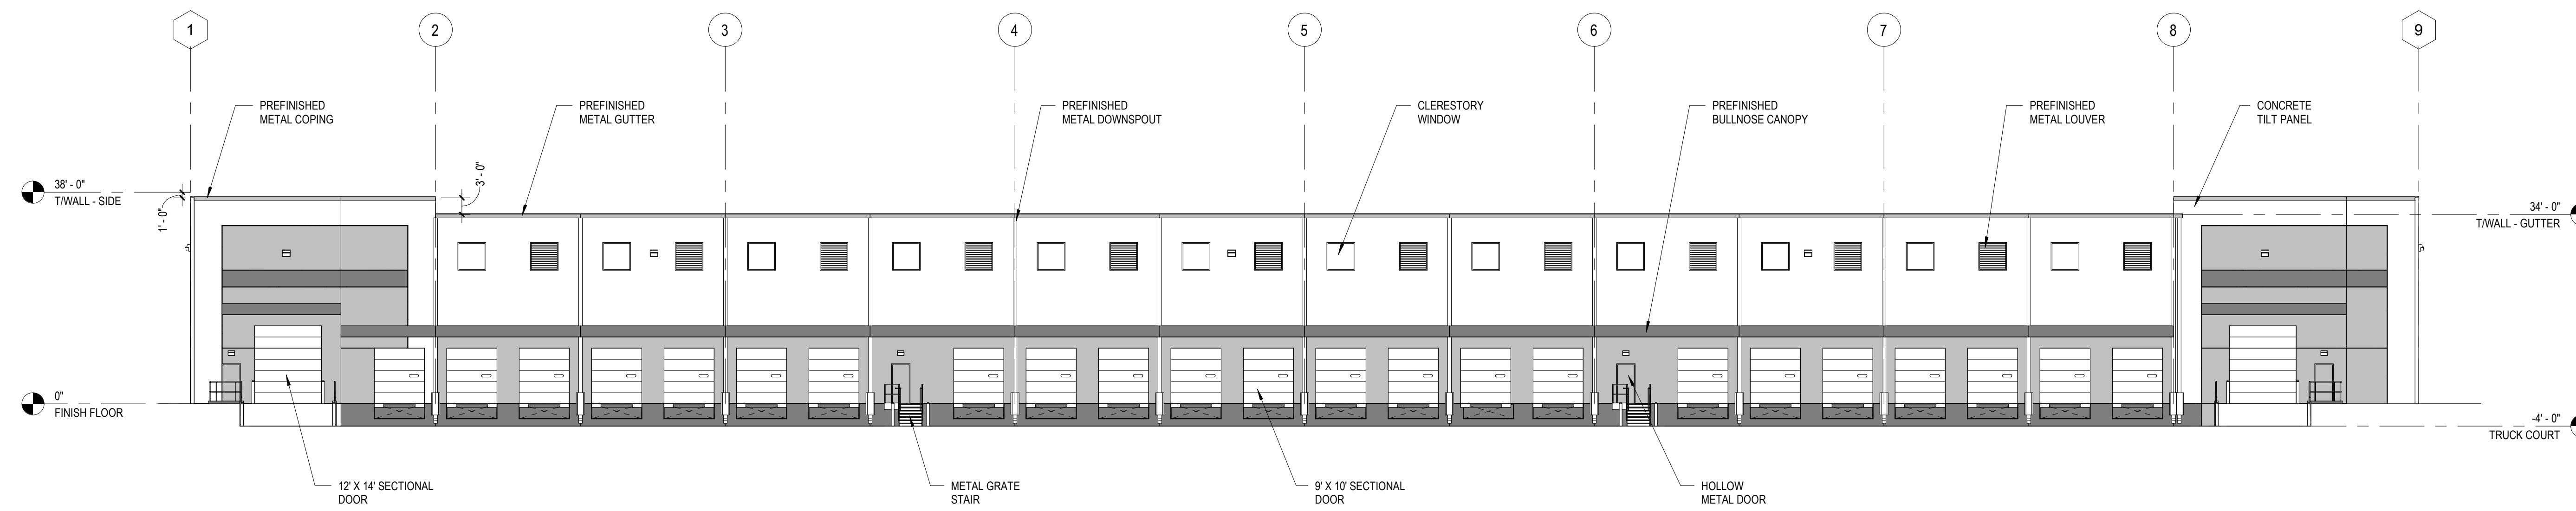 1
2
3
4
5
6
7
8
9
PREFINISHED
METAL COPING
PREFINISHED
METAL GUTTER
PREFINISHED
METAL DOWNSPOUT
CLERESTORY
WINDOW
PREFINISHED
BULLNOSE CANOPY
PREFINISHED
METAL LOUVER
CONCRETE
TILT PANEL
38' - 0"
T/WALL - SIDE
1' - 0"
3' - 0"
34' - 0"
T/WALL - GUTTER
0"
FINISH FLOOR
-4' - 0"
TRUCK COURT
12' X 14' SECTIONAL
DOOR
METAL GRATE
STAIR
9' X 10' SECTIONAL
DOOR
HOLLOW
METAL DOOR